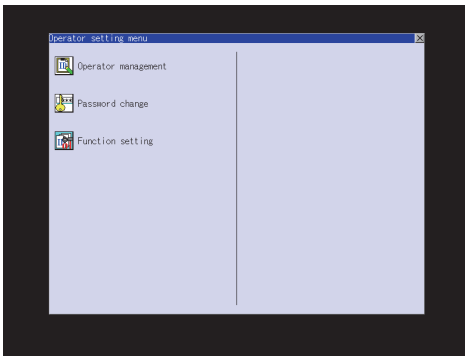 Operator setting menu
Operator management
Password change
Function setting